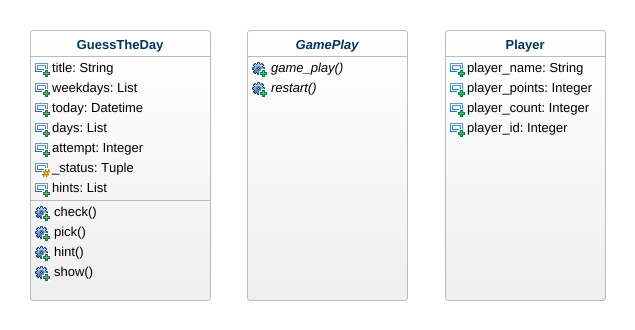 GuessTheDay
title: String
weekdays: List
today: Datetime
days: List
attempt: Integer
_status: Tuple
hints: List
check()
pick()
hint()
show()
GamePlay
game_play()
restart()
Player
player_name: String
player_points: Integer
player_count: Integer
player_id: Integer